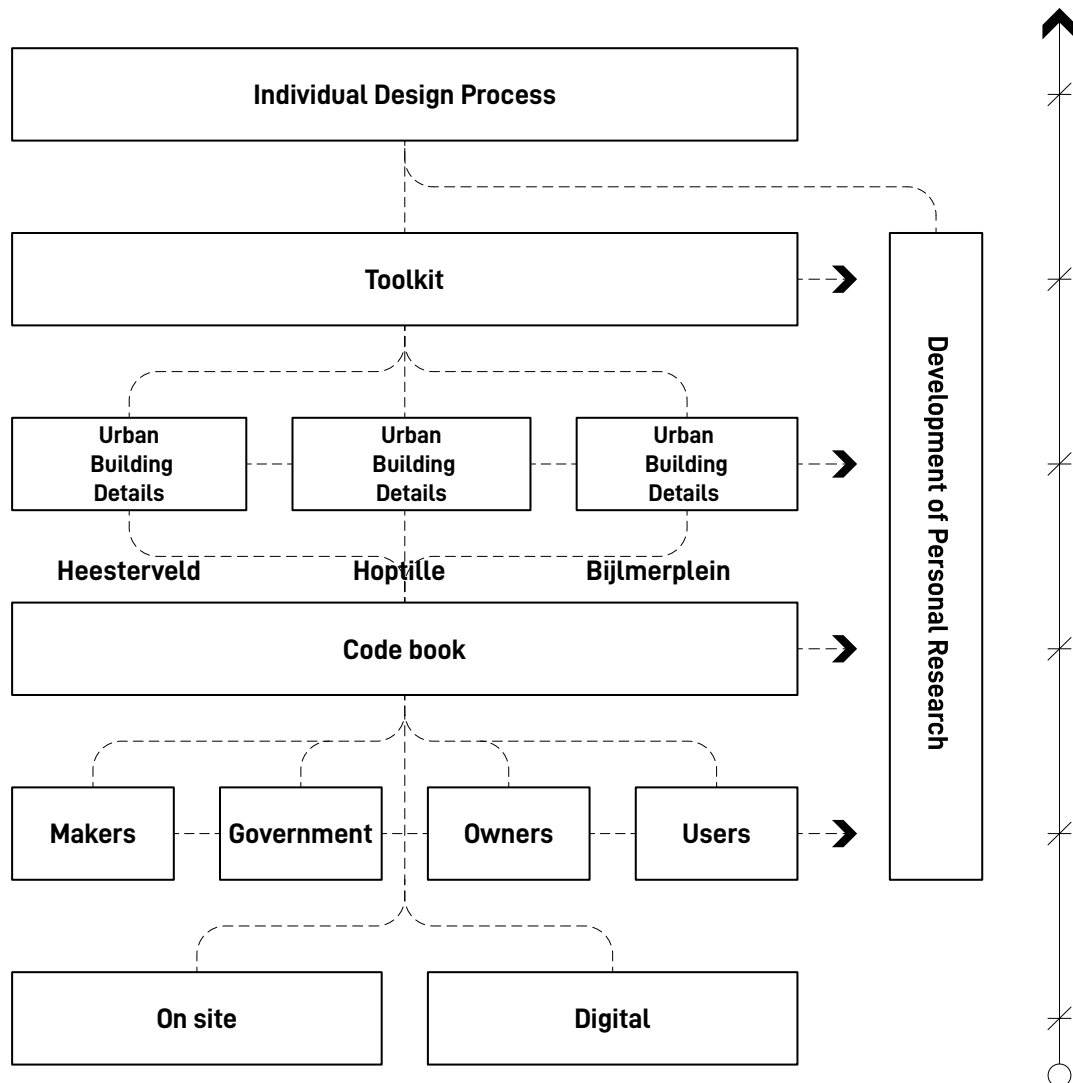 Individual Design Process
Toolkit
Urban
Building
Details
Urban
Building
Details
Urban
Building
Details
Heesterveld
Hoptille
Bijlmerplein
Code book
Makers
Government
Owners
Users
On site
Digital
Development of Personal Research